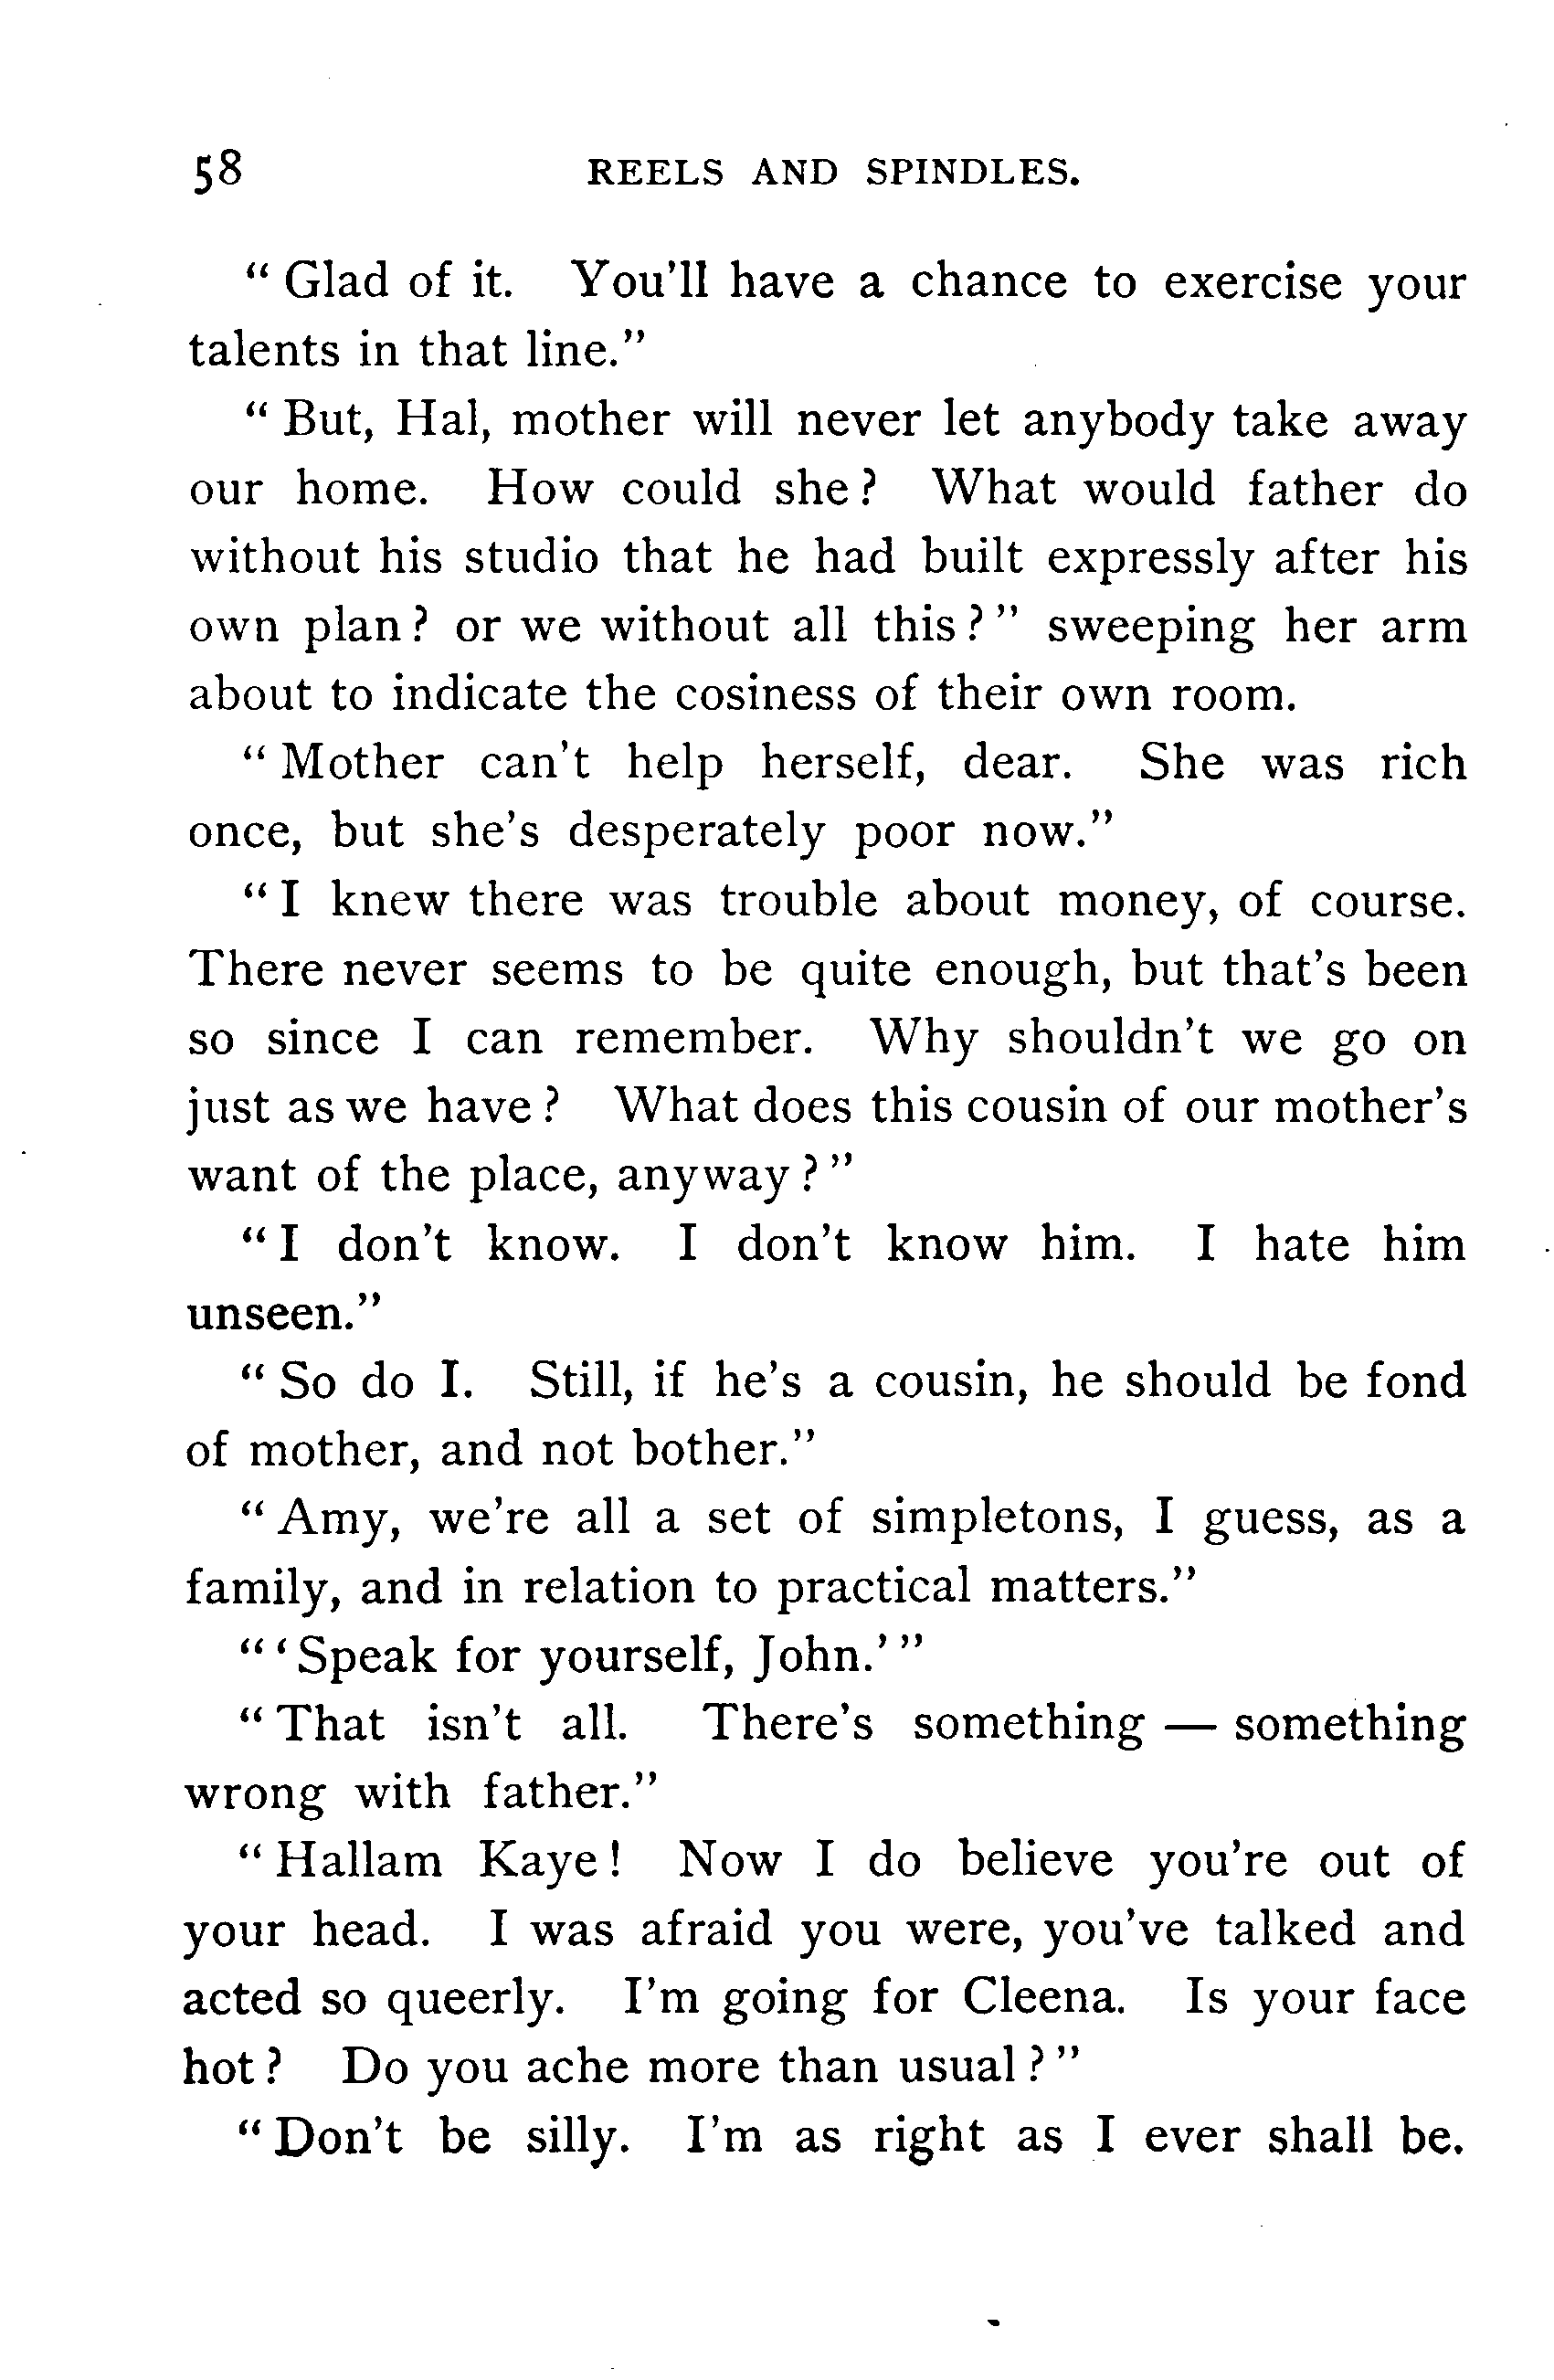 58 REELS AND SPINDLES.
“ Glad of it. You’ll have a chance to exercise your
talents in that line.”
“ But, Hal, mother will never let anybody take away
our home. How could she ? What would father do
without his studio that he had built expressly after his
own plan ? or we without all this ? ” sweeping her arm
about to indicate the cosiness of their own room.
“ Mother can’t help herself, dear. She was rich
once, but she’s desperately poor now.”
“ I knew there was trouble about money, of course.
There never seems to be quite enough, but that’s been
so since I can remember. Why shouldn’t we go on
just as we have ? What does this cousin of our mother’s
want of the place, anyway ? ”
“ I don’t know. I don’t know him. I hate him
unseen.”
“ So do I. Still, if he’s a cousin, he should be fond
of mother, and not bother.”
“ Amy, we’re all a set of simpletons, I guess, as a
family, and in relation to practical matters.”
“ ‘ Speak for yourself, John.’ ”
“ That isn’t all. There’s something — something
wrong with father.”
“ Hallam Kaye ! Now I do believe you’re out of
your head. I was afraid you were, you’ve talked and
acted so queerly. I’m going for Cleena. Is your face
hot ? Do you ache more than usual ? ”
“ Don’t be silly. I’m as right as I ever shall be.